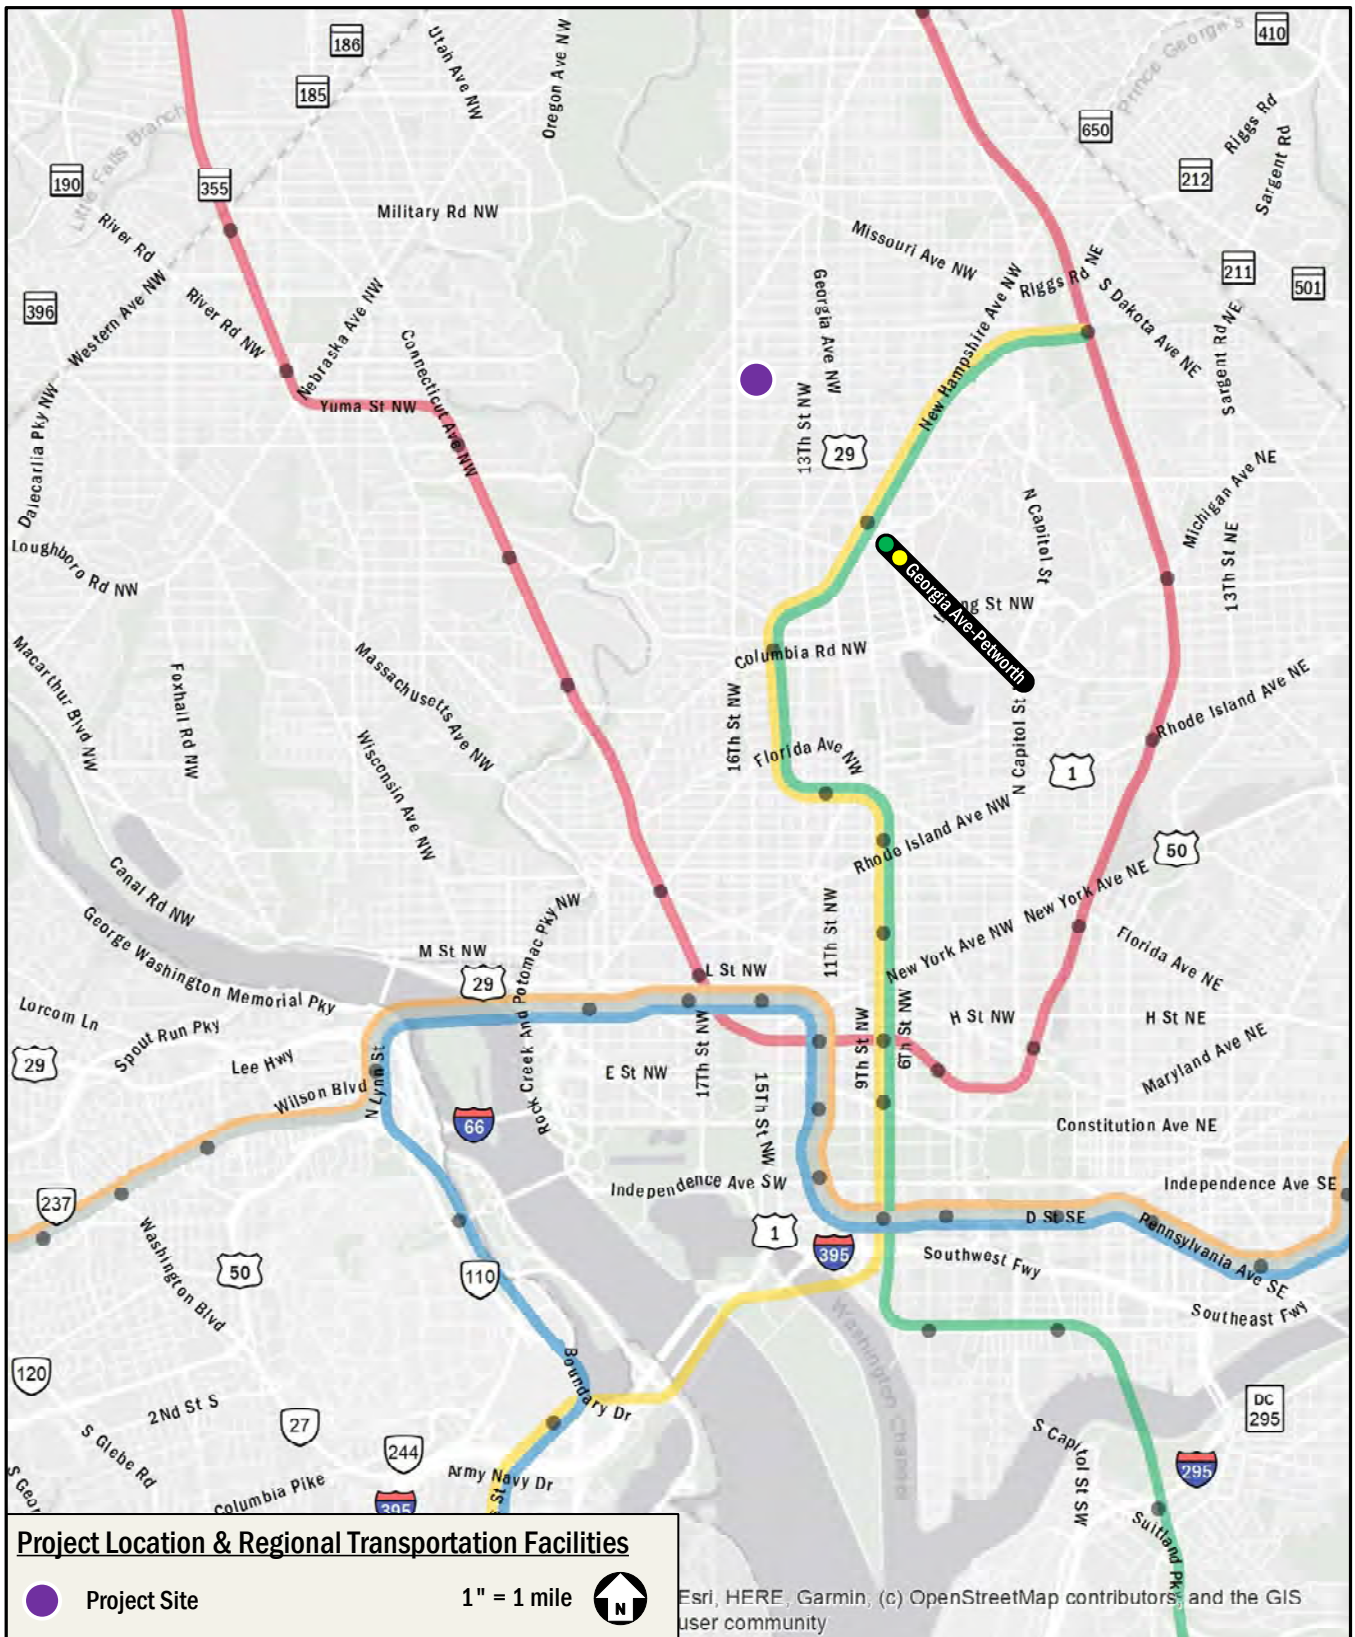 186
Utah Ave NW
Oregon Ave NW
410
Prince George's
185
650
Riggs Rd
Little Falls Branch
190
355
212
Sargent Rd
Military Rd NW
River Rd
Missouri Ave NW
Riggs Rd NE
211
501
396
Western Ave NW
River Rd NW
Nebraska Ave NW
Georgia Ave NW
New Hampshire Ave NW
S Dakota Ave NE
Sargent Rd NE
Connecticut Ave NW
Yuma St NW
Dalecarlia Pky NW
13Th St NW
29
Michigan Ave NE
N Capitol St
13Th St NE
Loughboro Rd NW
Georgia Ave-Petworth
ng St NW
Macarthur Blvd NW
Foxhall Rd NW
Massachusetts Ave NW
Columbia Rd NW
16Th St NW
N Capitol St
Rhode Island Ave NE
Wisconsin Ave NW
Florida Ave NW
1
Rhode Island Ave NW
50
Canal Rd NW
New York Ave NE
George Washington Memorial Pky
M St NW
29
Rock Creek And Potomac Pky NW
L St NW
11Th St NW
New York Ave NW
Florida Ave NE
Lorcom Ln
Spout Run Pky
29
Lee Hwy
Wilson Blvd
N Lynn St
E St NW
17Th St NW
15Th St NW
9Th St NW
6Th St NW
H St NW
H St NE
Maryland Ave NE
66
Constitution Ave NE
Independence Ave SW
Independence Ave SE
237
Washington Blvd
1
395
D St SE
Pennsylvania Ave SE
50
110
Southwest Fwy
Southeast Fwy
Washington Channel
120
Boundary Dr
2Nd St S
27
S Glebe Rd
244
DC
295
S Capitol St SW
295
Army Navy Dr
Columbia Pike
395
s St
S Geor
Suitland Pky
Project Location & Regional Transportation Facilities
Project Site
1" = 1 mile
N
Esri, HERE, Garmin, (c) OpenStreetMap contributors, and the GIS
user community